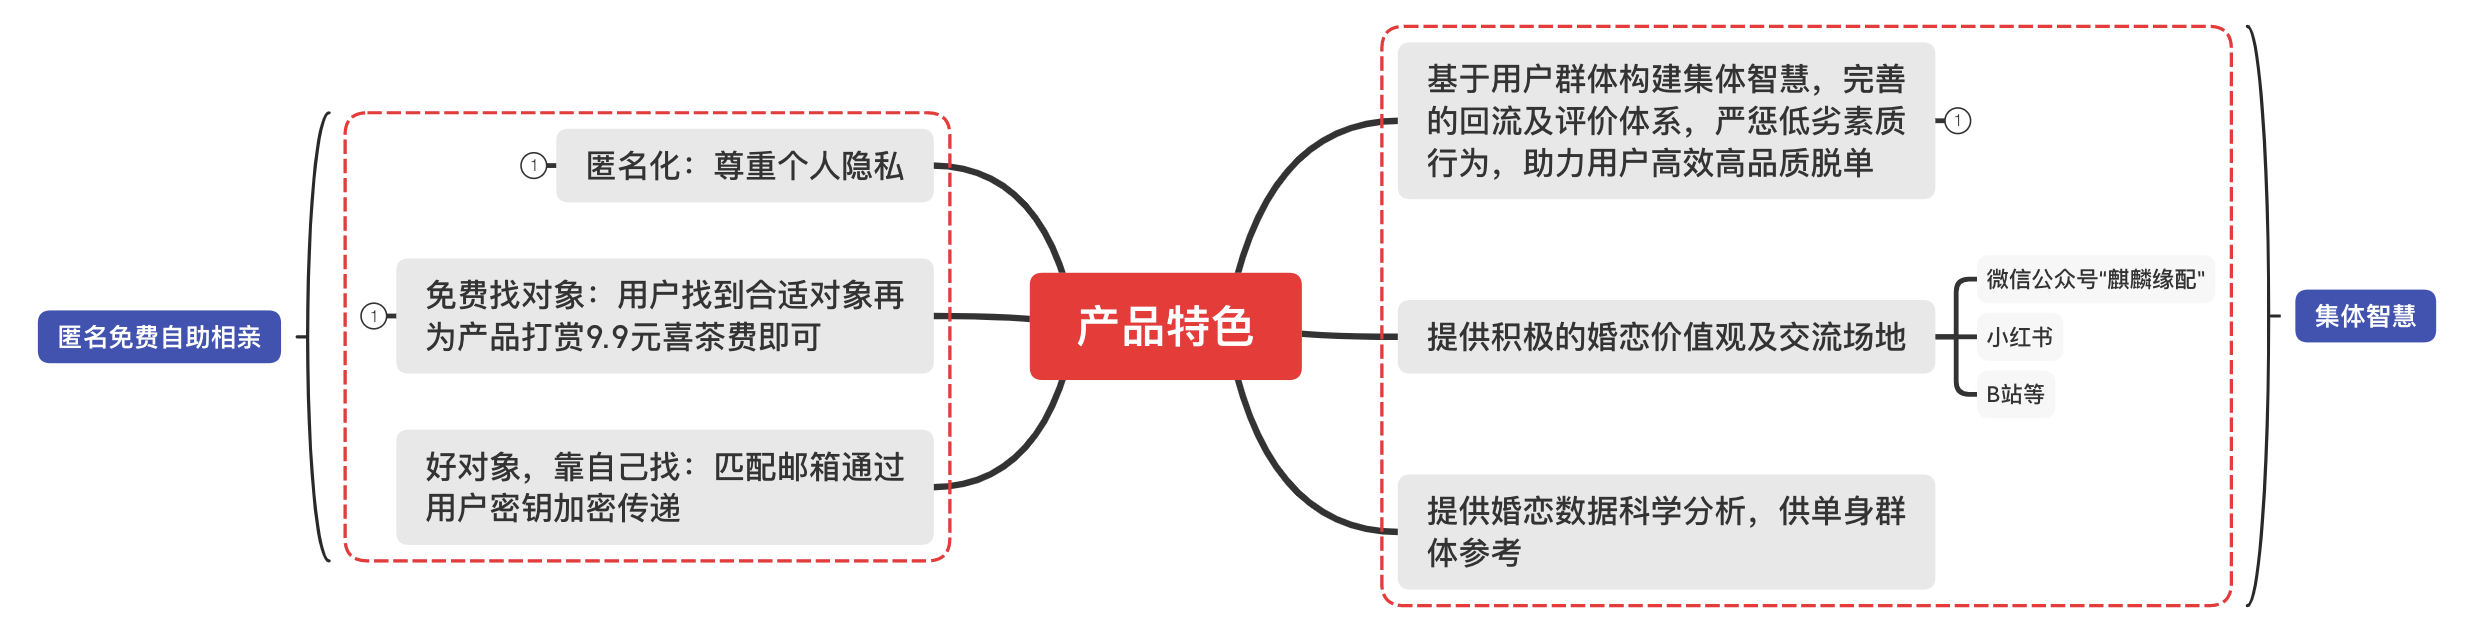 匿名免费自助相亲
1
匿名化：尊重个人隐私
1
免费找对象：用户找到合适对象再
为产品打赏9.9元喜茶费即可
好对象，靠自己找：匹配邮箱通过
用户密钥加密传递
产品特色
基于用户群体构建集体智慧，完善
的回流及评价体系，严惩低劣素质
行为，助力用户高效高品质脱单
1
提供积极的婚恋价值观及交流场地
微信公众号"麒麟缘配"
小红书
B站等
提供婚恋数据科学分析，供单身群
体参考
集体智慧